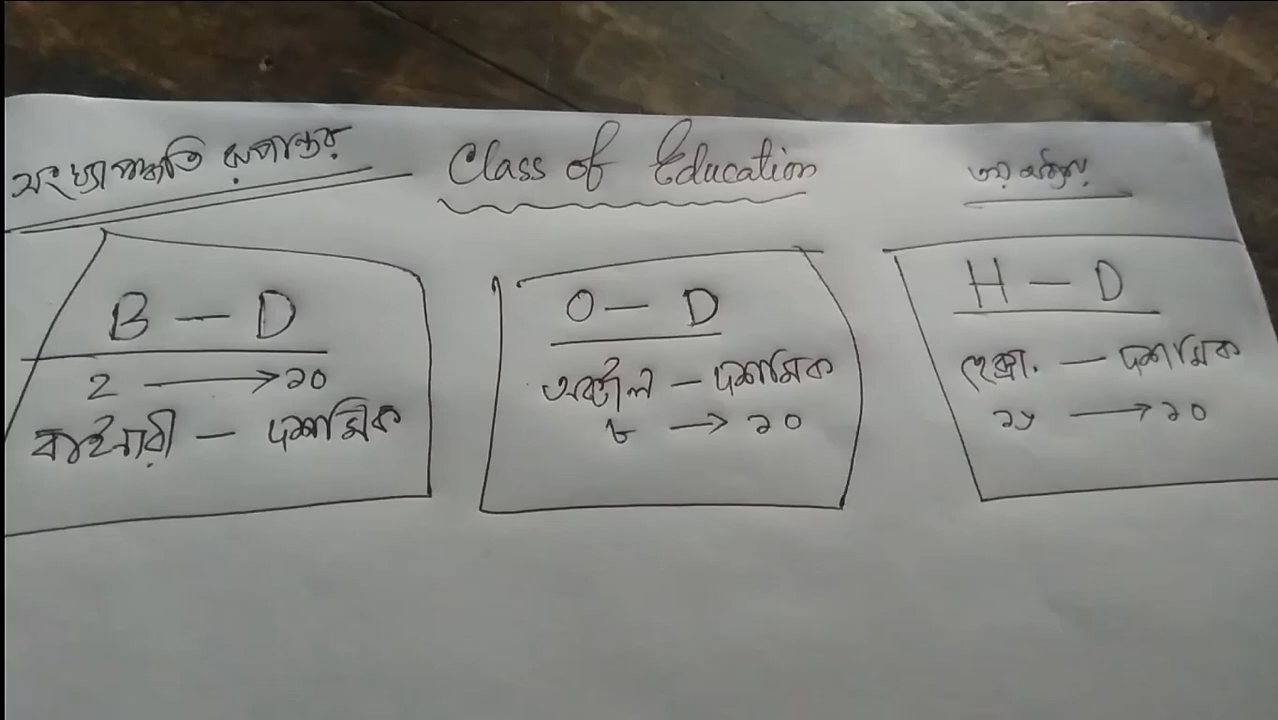 সংখ্যা পদ্ধতি রূপান্তর
Class of Education
B — D
2 → ১০
বাইনারী — দশমিক
O — D
অক্টাল — দশমিক
৮ → ১০
H — D
হেক্সা. — দশমিক
১৬ → ১০